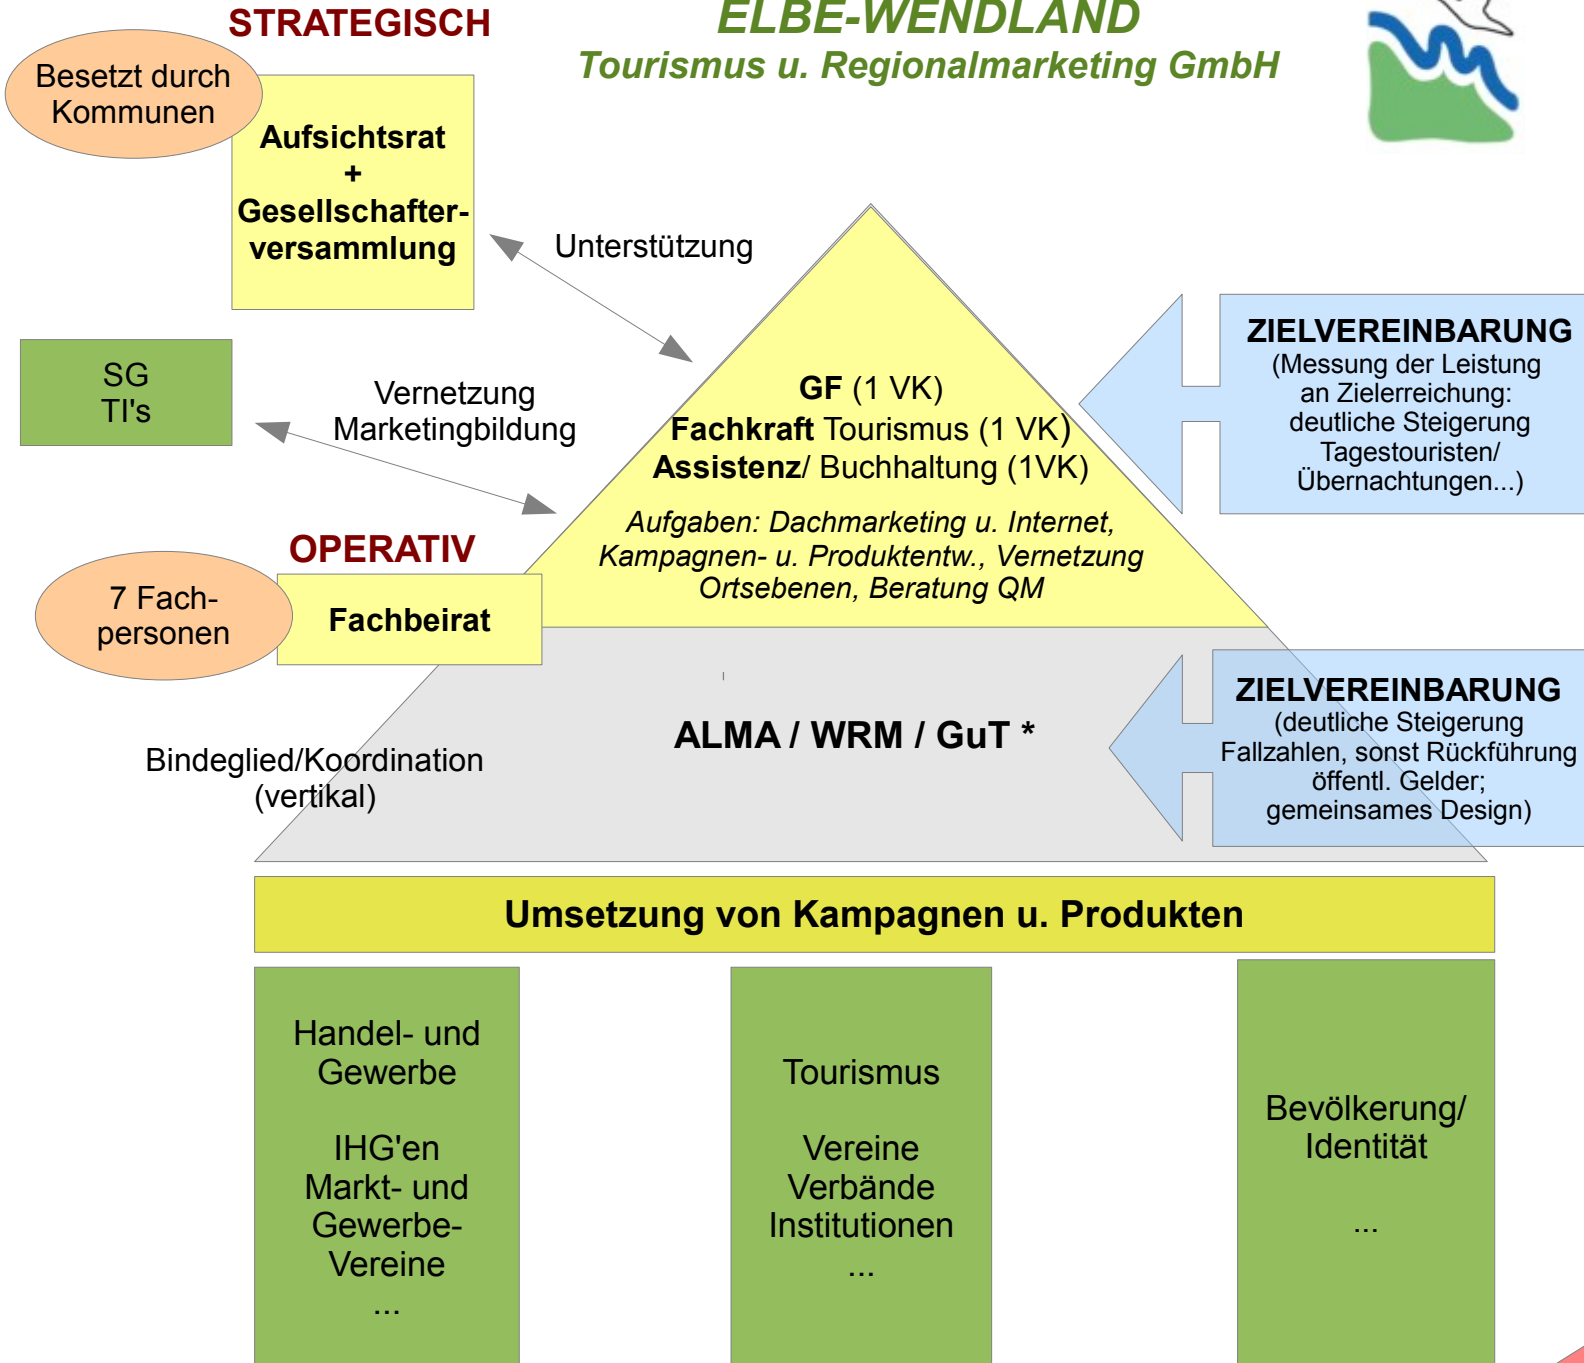 STRATEGISCH
ELBE-WENDLAND
Tourismus u. Regionalmarketing GmbH
Besetzt durch
Kommunen
Aufsichtsrat
+
Gesellschafter-
versammlung
Unterstützung
SG
TI's
Vernetzung
Marketingbildung
GF (1 VK)
Fachkraft Tourismus (1 VK)
Assistenz/ Buchhaltung (1VK)
Aufgaben: Dachmarketing u. Internet,
Kampagnen- u. Produktentw., Vernetzung
Ortsebenen, Beratung QM
ZIELVEREINBARUNG
(Messung der Leistung
an Zielerreichung:
deutliche Steigerung
Tagestouristen/
Übernachtungen...)
OPERATIV
7 Fach-
personen
Fachbeirat
ALMA / WRM / GuT *
Bindeglied/Koordination
(vertikal)
ZIELVEREINBARUNG
(deutliche Steigerung
Fallzahlen, sonst Rückführung
öffentl. Gelder;
gemeinsames Design)
Umsetzung von Kampagnen u. Produkten
Handel- und
Gewerbe
IHG'en
Markt- und
Gewerbe-
Vereine
...
Tourismus
Vereine
Verbände
Institutionen
...
Bevölkerung/
Identität
...